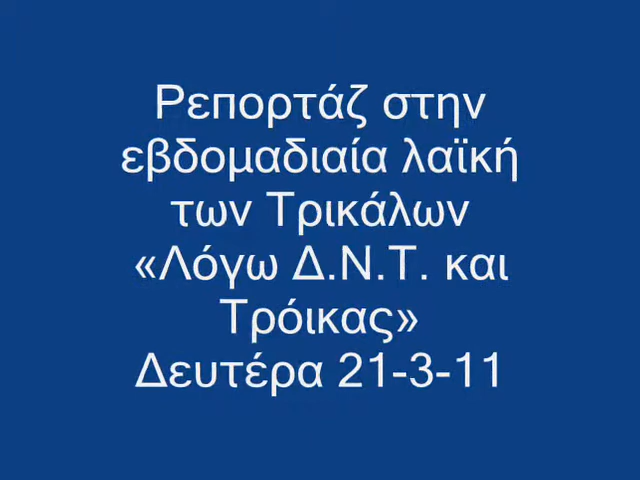 Ρεπορτάζ στην
εβδομαδιαία λαϊκή
των Τρικάλων
«Λόγω Δ.Ν.Τ. και
Τρόικας»
Δευτέρα 21-3-11